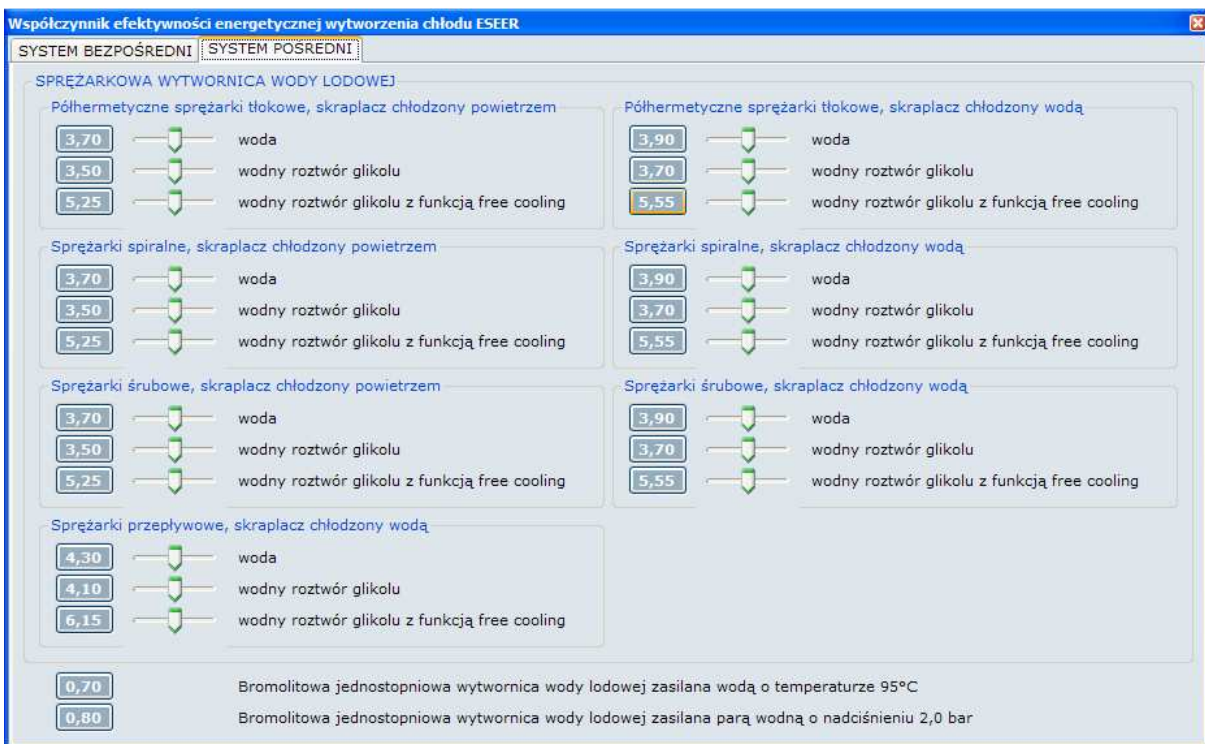 Współczynnik efektywności energetycznej wytworzenia chłodu ESEER
SYSTEM BEZPOŚREDNI SYSTEM POŚREDNI
SPRĘŻARKOWA WYTWORNICA WODY LODOWEJ
Półhermetyczne sprężarki tłokowe, skraplacz chłodzony powietrzem
3,70 woda
3,50 wodny roztwór glikolu
5,25 wodny roztwór glikolu z funkcją free cooling
Półhermetyczne sprężarki tłokowe, skraplacz chłodzony wodą
3,90 woda
3,70 wodny roztwór glikolu
5,55 wodny roztwór glikolu z funkcją free cooling
Sprężarki spiralne, skraplacz chłodzony powietrzem
3,70 woda
3,50 wodny roztwór glikolu
5,25 wodny roztwór glikolu z funkcją free cooling
Sprężarki spiralne, skraplacz chłodzony wodą
3,90 woda
3,70 wodny roztwór glikolu
5,55 wodny roztwór glikolu z funkcją free cooling
Sprężarki śrubowe, skraplacz chłodzony powietrzem
3,70 woda
3,50 wodny roztwór glikolu
5,25 wodny roztwór glikolu z funkcją free cooling
Sprężarki śrubowe, skraplacz chłodzony wodą
3,90 woda
3,70 wodny roztwór glikolu
5,55 wodny roztwór glikolu z funkcją free cooling
Sprężarki przepływowe, skraplacz chłodzony wodą
4,30 woda
4,10 wodny roztwór glikolu
6,15 wodny roztwór glikolu z funkcją free cooling
0,70 Bromolitowa jednostopniowa wytwornica wody lodowej zasilana wodą o temperaturze 95°C
0,80 Bromolitowa jednostopniowa wytwornica wody lodowej zasilana parą wodną o nadciśnieniu 2,0 bar